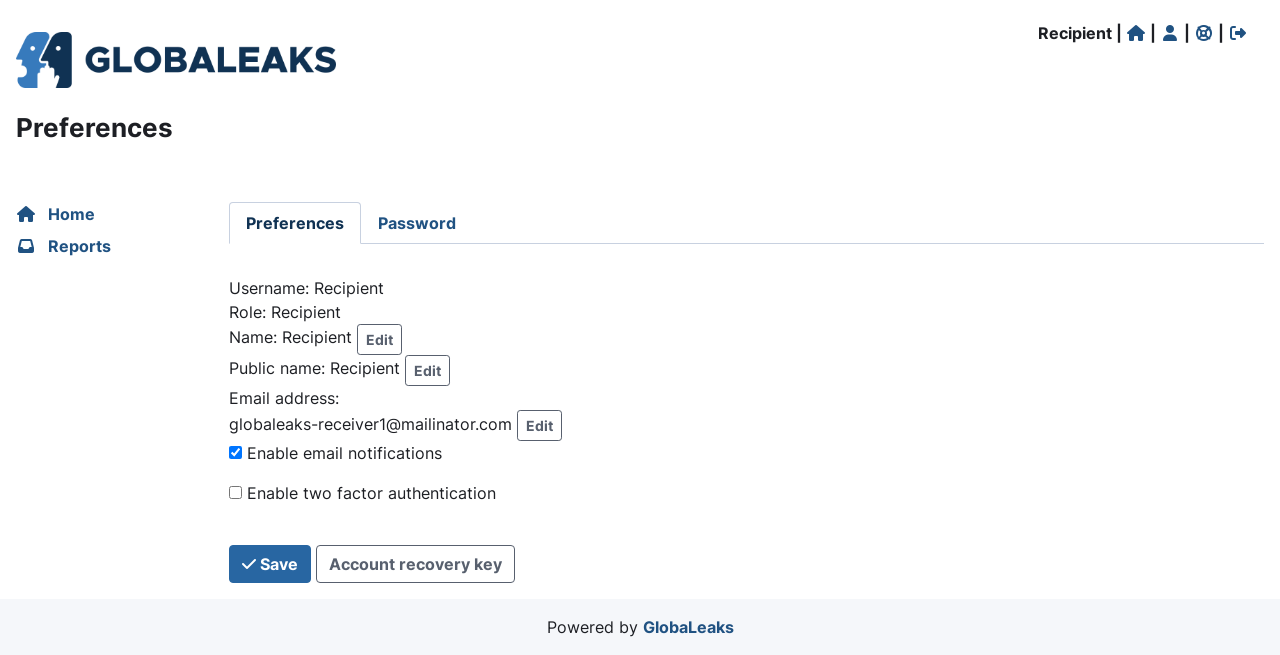 GLOBALEAKS
Recipient | | | |
Preferences
Home
Reports
Preferences Password
Username: Recipient
Role: Recipient
Name: Recipient Edit
Public name: Recipient Edit
Email address:
globaleaks-receiver1@mailinator.com Edit
Enable email notifications
Enable two factor authentication
Save Account recovery key
Powered by GlobaLeaks